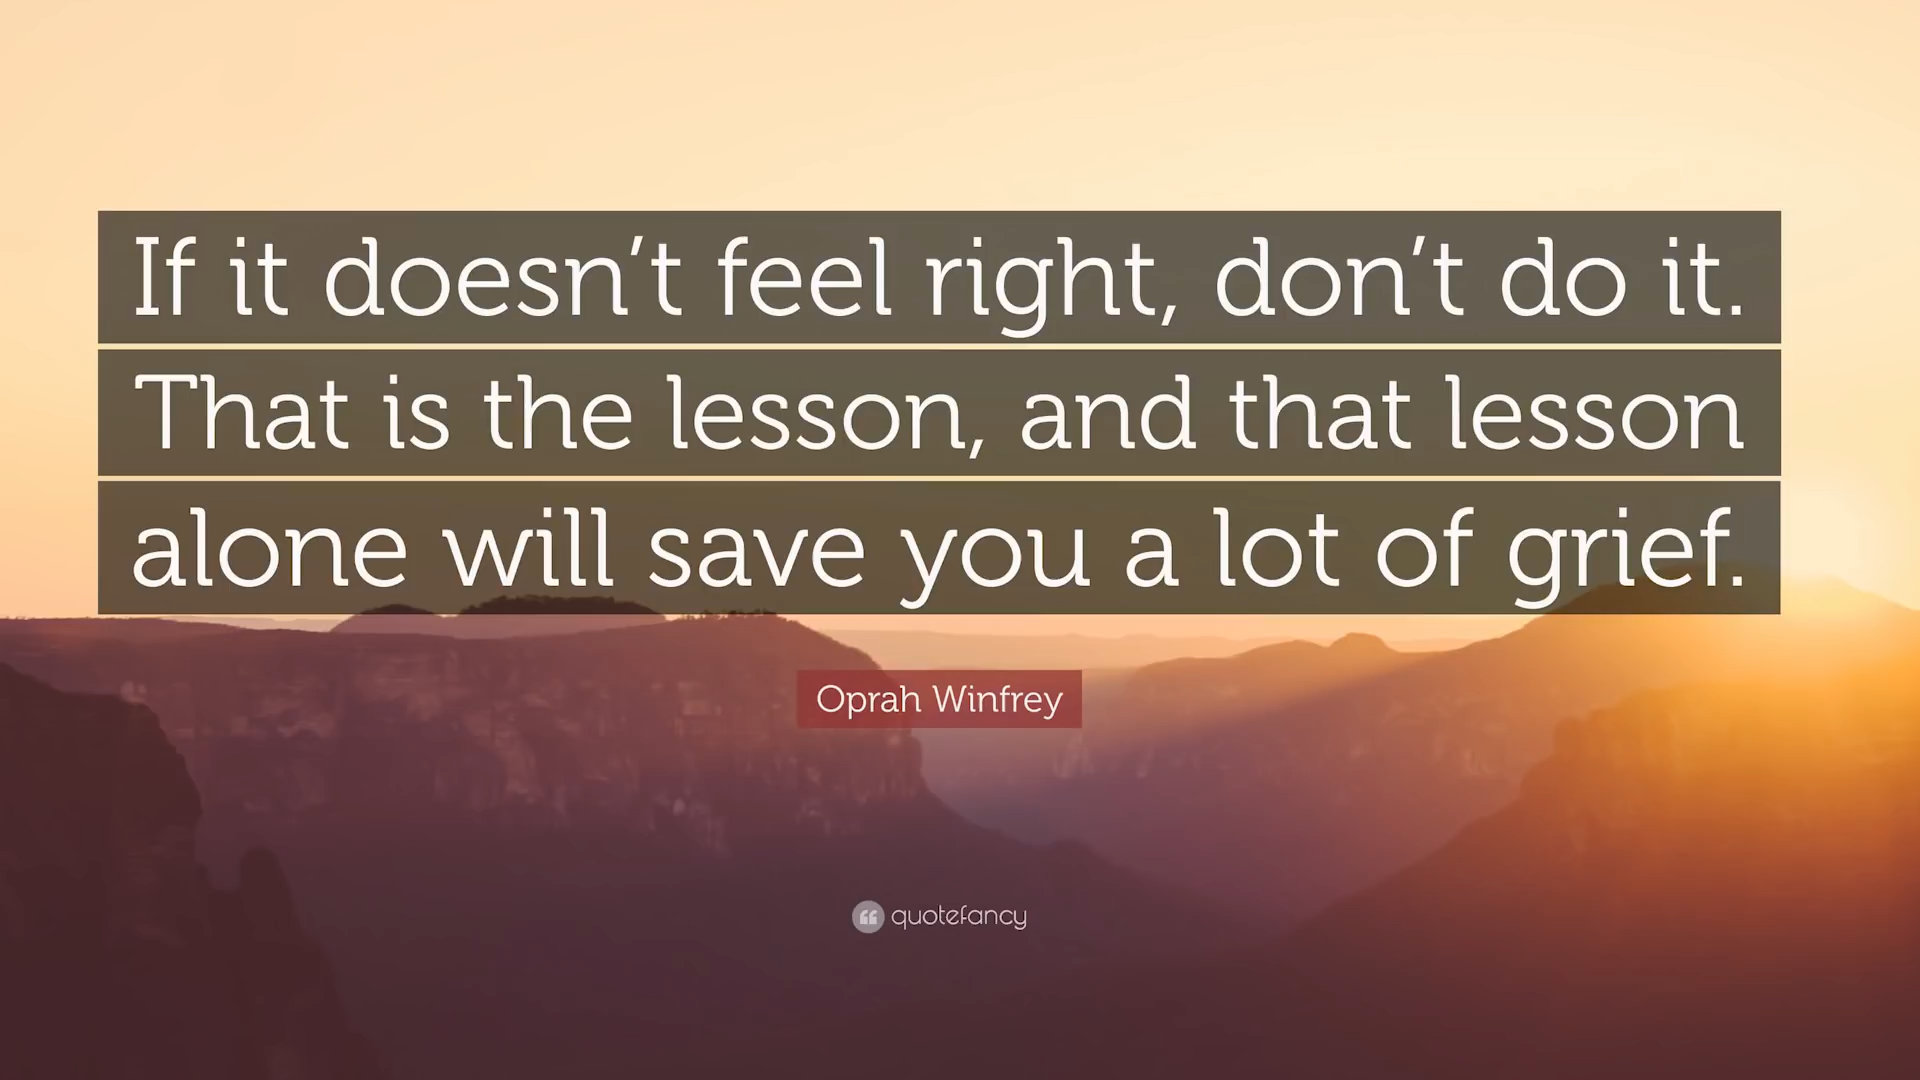 If it doesn’t feel right, don’t do it.
That is the lesson, and that lesson
alone will save you a lot of grief.
Oprah Winfrey
quotefancy